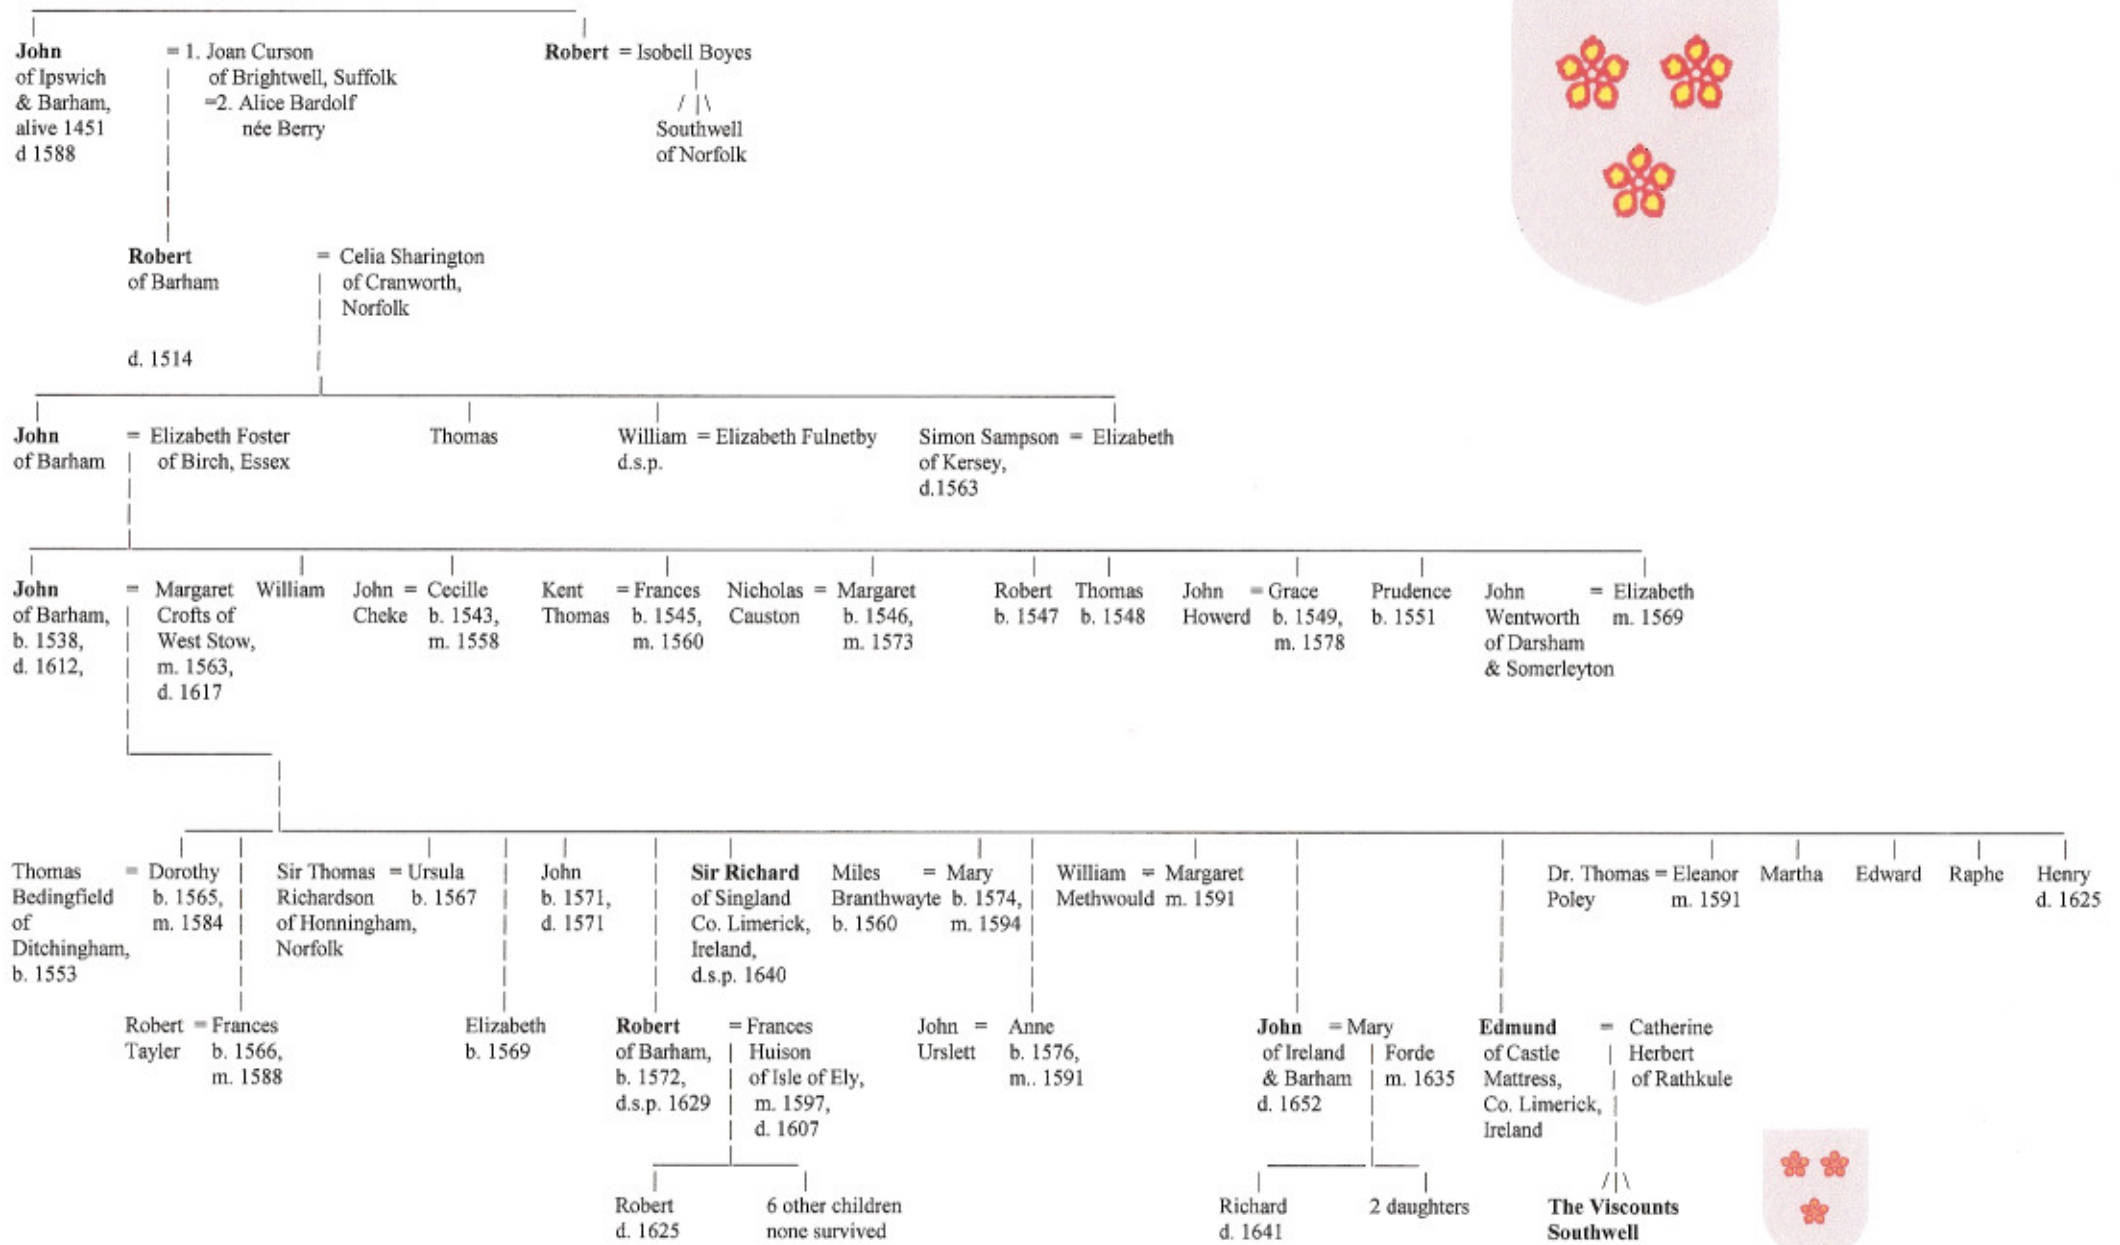 John = 1. Joan Curson
of Ipswich of Brightwell, Suffolk
& Barham, =2. Alice Bardolf
alive 1451 née Berry
d 1588
Robert = Isobell Boyes
/ | \
Southwell
of Norfolk
Robert = Celia Sharington
of Barham of Cranworth,
Norfolk
d. 1514
John = Elizabeth Foster
of Barham of Birch, Essex
Thomas
William = Elizabeth Fulnetby
d.s.p.
Simon Sampson = Elizabeth
of Kersey,
d.1563
John = Margaret
of Barham, Crofts of
b. 1538, West Stow,
d. 1612, m. 1563,
d. 1617
William
John = Cecille
Cheke b. 1543,
m. 1558
Kent = Frances
Thomas b. 1545,
m. 1560
Nicholas = Margaret
Causton b. 1546,
m. 1573
Robert
b. 1547
Thomas
b. 1548
John = Grace
Howerd b. 1549,
m. 1578
Prudence
b. 1551
John = Elizabeth
Wentworth m. 1569
of Darsham
& Somerleyton
Thomas = Dorothy
Bedingfield b. 1565,
of m. 1584
Ditchingham,
b. 1553
Sir Thomas = Ursula
Richardson b. 1567
of Honningham,
Norfolk
John
b. 1571,
d. 1571
Sir Richard
of Singland
Co. Limerick,
Ireland,
d.s.p. 1640
Miles = Mary
Branthwayte b. 1574,
b. 1560 m. 1594
William = Margaret
Methwould m. 1591
Dr. Thomas = Eleanor
Poley m. 1591
Martha
Edward
Raphe
Henry
d. 1625
Robert = Frances
Tayler b. 1566,
m. 1588
Elizabeth
b. 1569
Robert = Frances
of Barham, Huison
b. 1572, of Isle of Ely,
d.s.p. 1629 m. 1597,
d. 1607
John = Anne
Urslett b. 1576,
m.. 1591
John = Mary
of Ireland Forde
& Barham m. 1635
d. 1652
Edmund = Catherine
of Castle Herbert
Mattress, of Rathkule
Co. Limerick,
Ireland
Robert
d. 1625
6 other children
none survived
Richard
d. 1641
2 daughters
The Viscounts
Southwell